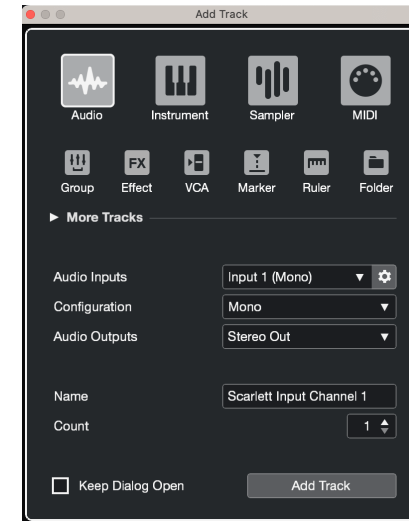 Add Track
Audio Instrument Sampler MIDI
FX
Group Effect VCA Marker Ruler Folder
More Tracks
Audio Inputs Input 1 (Mono)
Configuration Mono
Audio Outputs Stereo Out
Name Scarlett Input Channel 1
Count 1
Keep Dialog Open Add Track